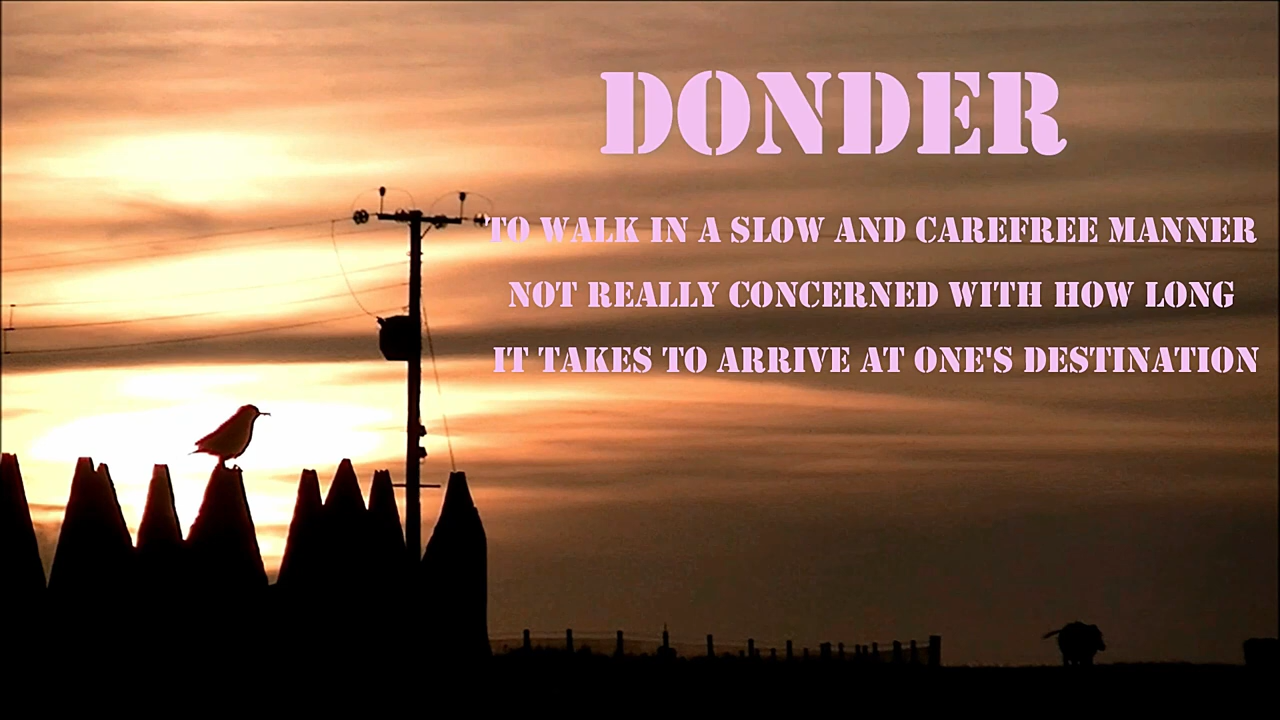 DONDER
TO WALK IN A SLOW AND CAREFREE MANNER
NOT REALLY CONCERNED WITH HOW LONG
IT TAKES TO ARRIVE AT ONE'S DESTINATION